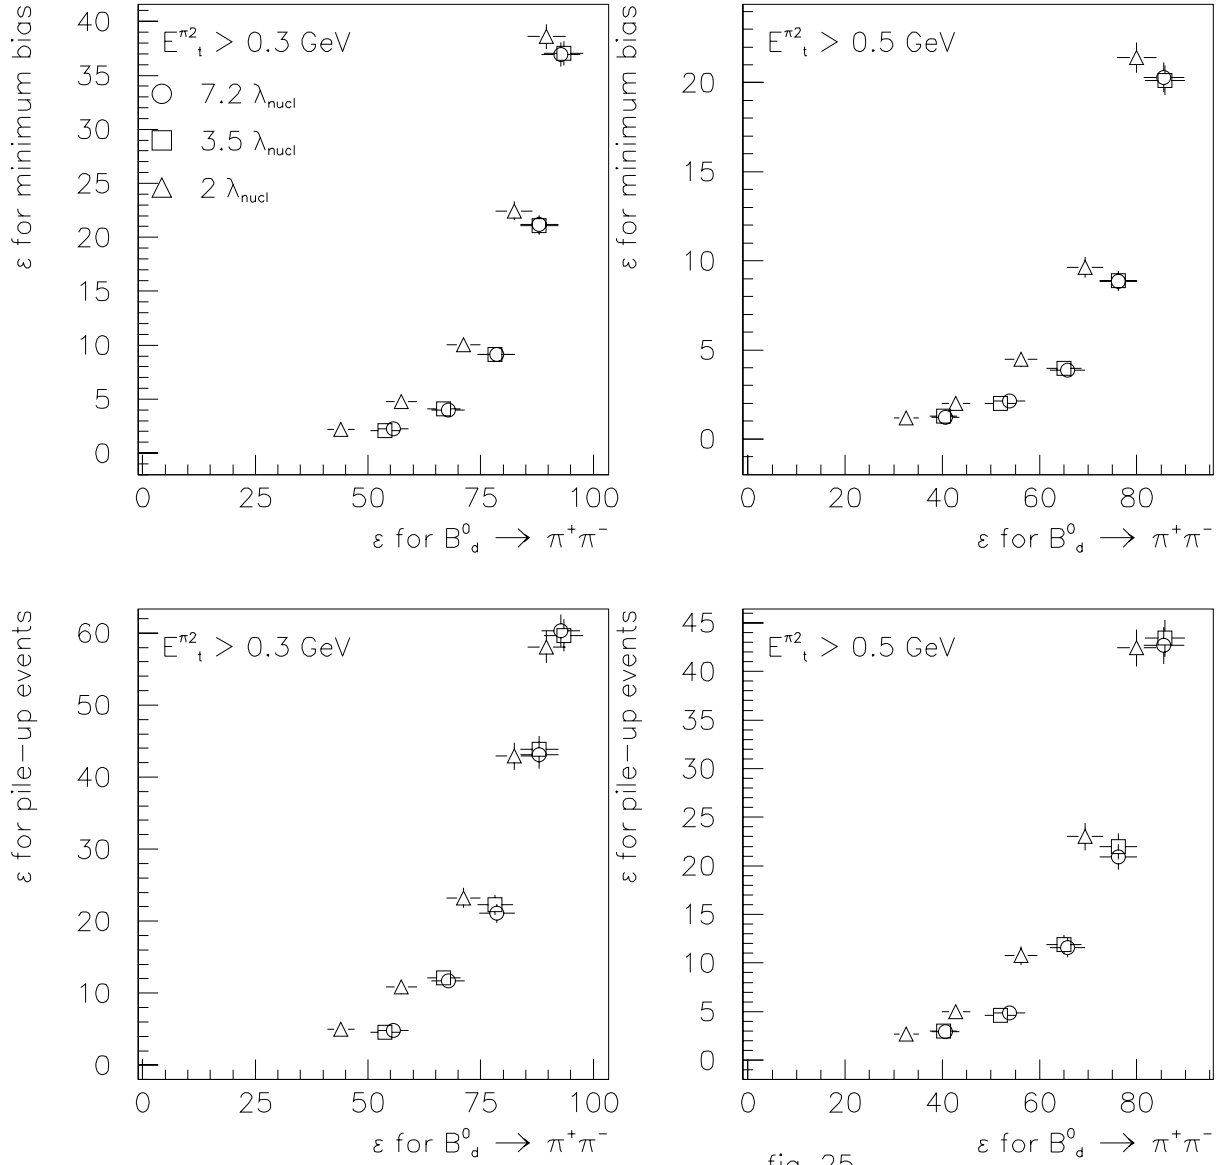 ε for minimum bias
40
35
30
25
20
15
10
5
0
E^π2_t > 0.3 GeV
7.2 λ_nucl
3.5 λ_nucl
2 λ_nucl
0 25 50 75 100
ε for B^0_d → π^+π^-
ε for minimum bias
20
15
10
5
0
E^π2_t > 0.5 GeV
0 20 40 60 80
ε for B^0_d → π^+π^-
ε for pile-up events
60
50
40
30
20
10
0
E^π2_t > 0.3 GeV
0 25 50 75 100
ε for B^0_d → π^+π^-
ε for pile-up events
45
40
35
30
25
20
15
10
5
0
E^π2_t > 0.5 GeV
0 20 40 60 80
ε for B^0_d → π^+π^-
fig. 25